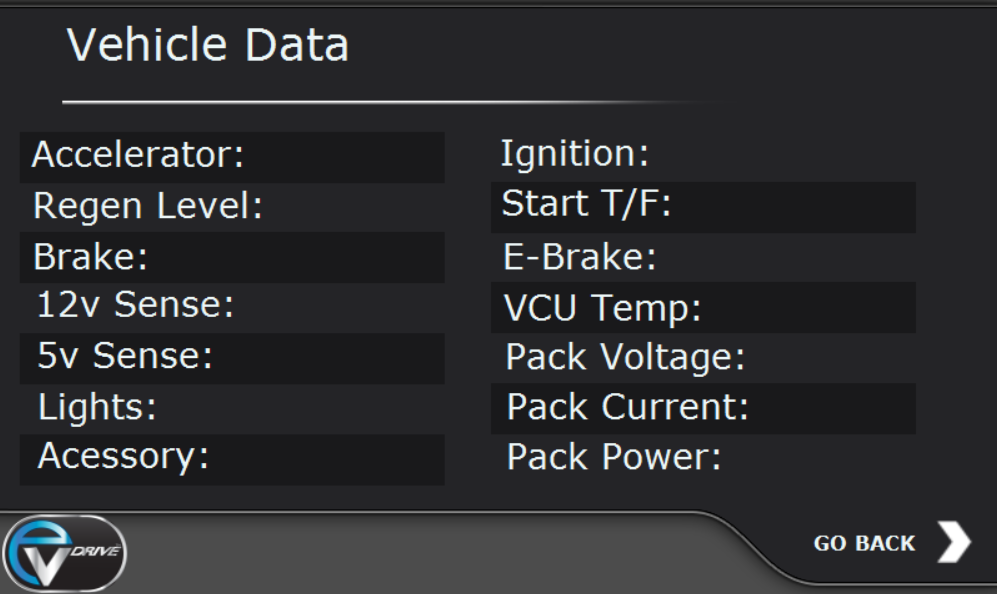 Vehicle Data
Accelerator:
Regen Level:
Brake:
12v Sense:
5v Sense:
Lights:
Acessory:
Ignition:
Start T/F:
E-Brake:
VCU Temp:
Pack Voltage:
Pack Current:
Pack Power:
EV DRIVE
GO BACK